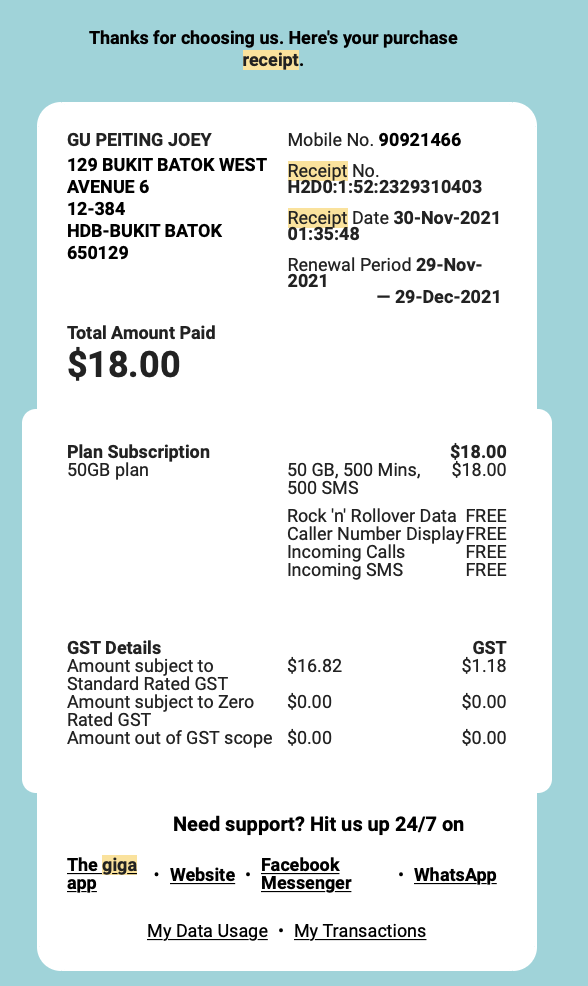 Thanks for choosing us. Here's your purchase
receipt.
GU PEITING JOEY
129 BUKIT BATOK WEST
AVENUE 6
12-384
HDB-BUKIT BATOK
650129
Mobile No. 90921466
Receipt No.
H2D0:1:52:2329310403
Receipt Date 30-Nov-2021
01:35:48
Renewal Period 29-Nov-
2021
— 29-Dec-2021
Total Amount Paid
$18.00
Plan Subscription $18.00
50GB plan 50 GB, 500 Mins, $18.00
500 SMS
Rock 'n' Rollover Data FREE
Caller Number Display FREE
Incoming Calls FREE
Incoming SMS FREE
GST Details GST
Amount subject to $16.82 $1.18
Standard Rated GST
Amount subject to Zero $0.00 $0.00
Rated GST
Amount out of GST scope $0.00 $0.00
Need support? Hit us up 24/7 on
The giga
app
• Website •
Facebook
Messenger
• WhatsApp
My Data Usage • My Transactions